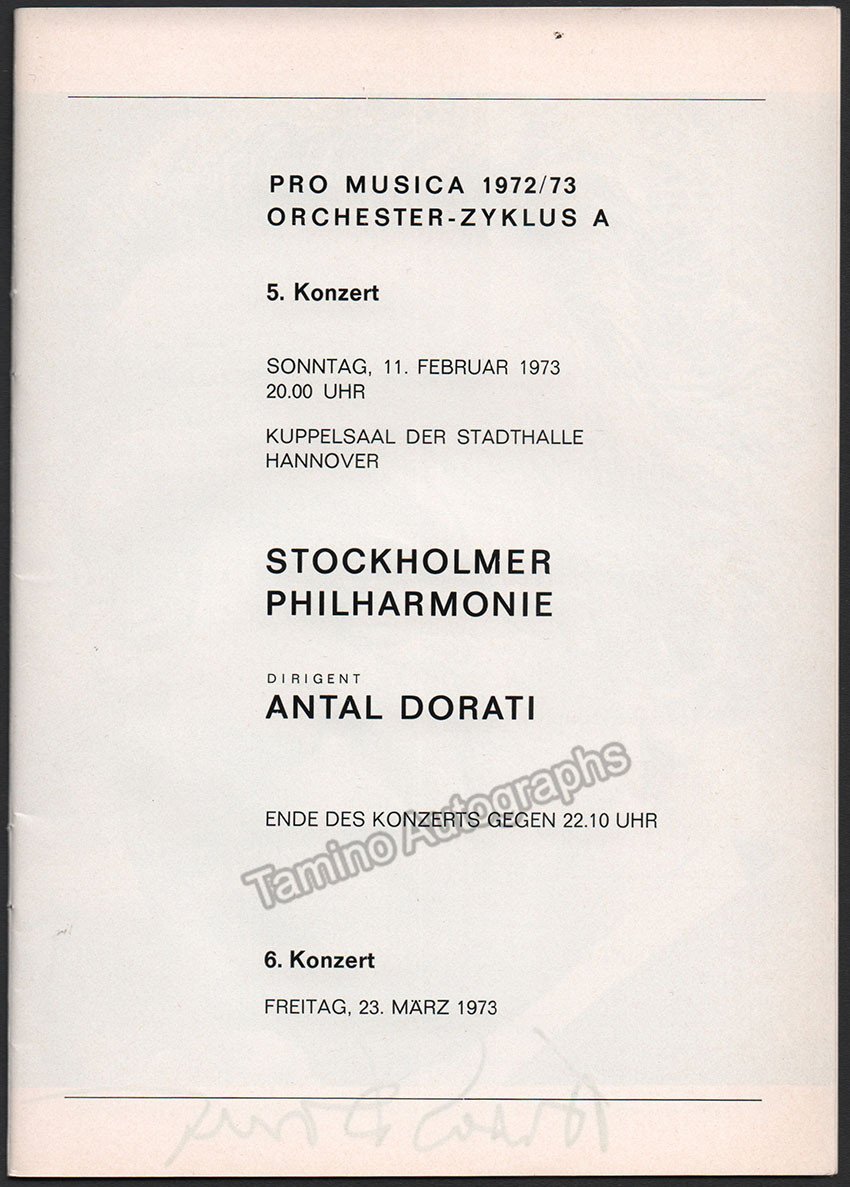 PRO MUSICA 1972/73
ORCHESTER-ZYKLUS A
5. Konzert
SONNTAG, 11. FEBRUAR 1973
20.00 UHR
KUPPELSAAL DER STADTHALLE
HANNOVER
STOCKHOLMER
PHILHARMONIE
DIRIGENT
ANTAL DORATI
Tamino Autographs
ENDE DES KONZERTS GEGEN 22.10 UHR
6. Konzert
FREITAG, 23. MÄRZ 1973